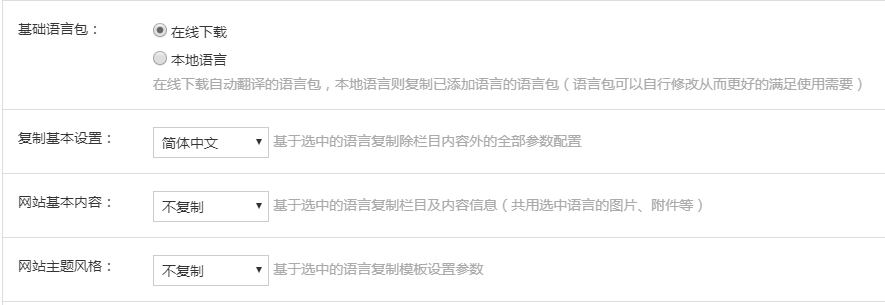 基础语言包：
在线下载
本地语言
在线下载自动翻译的语言包，本地语言则复制已添加语言的语言包（语言包可以自行修改从而更好的满足使用需要）
复制基本设置： 简体中文 基于选中的语言复制除栏目内容外的全部参数配置
网站基本内容： 不复制 基于选中的语言复制栏目及内容信息（共用选中语言的图片、附件等）
网站主题风格： 不复制 基于选中的语言复制模板设置参数